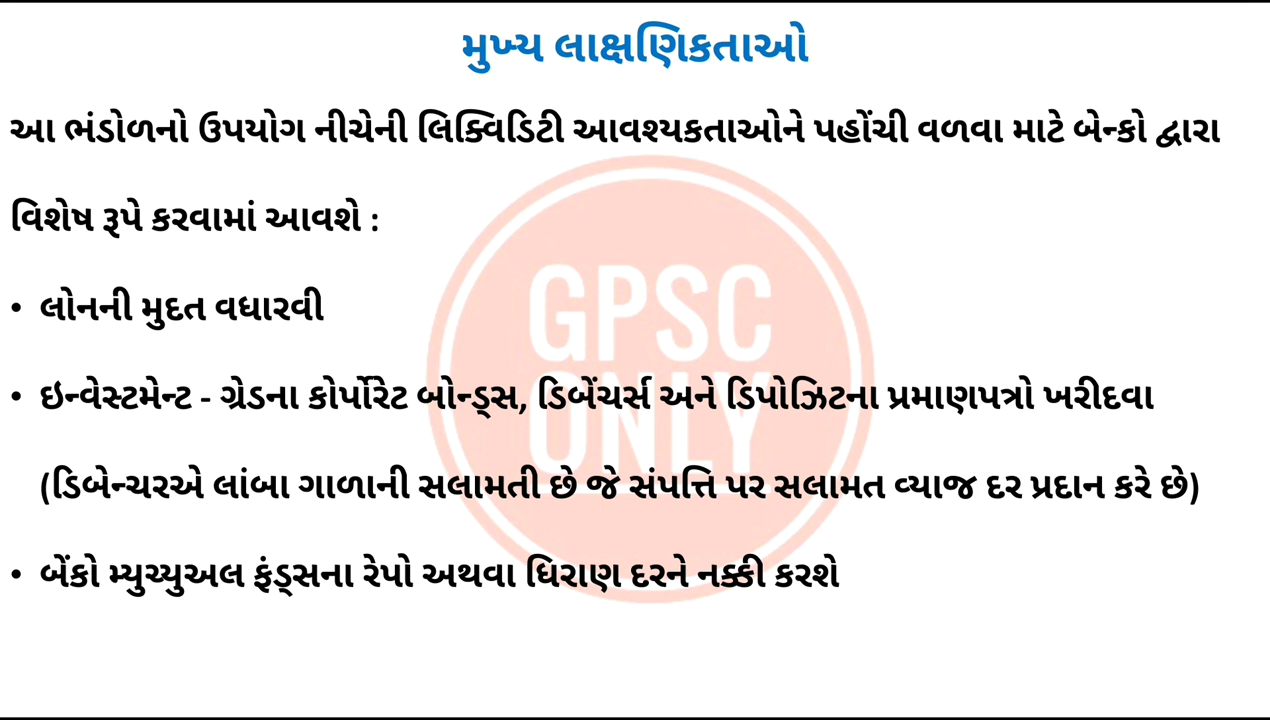 મુખ્ય લાક્ષણિકતાઓ
આ ભંડોળનો ઉપયોગ નીચેની લિક્વિડિટી આવશ્યકતાઓને પહોંચી વળવા માટે બેન્કો દ્વારા
વિશેષ રૂપે કરવામાં આવશે :
• લોનની મુદત વધારવી
• ઇન્વેસ્ટમેન્ટ - ગ્રેડના કોર્પોરેટ બોન્ડ્સ, ડિબેંચર્સ અને ડિપોઝિટના પ્રમાણપત્રો ખરીદવા
(ડિબેન્ચરએ લાંબા ગાળાની સલામતી છે જે સંપત્તિ પર સલામત વ્યાજ દર પ્રદાન કરે છે)
• બેંકો મ્યુચ્યુઅલ ફંડ્સના રેપો અથવા ધિરાણ દરને નક્કી કરશે
GPSC
ONLY